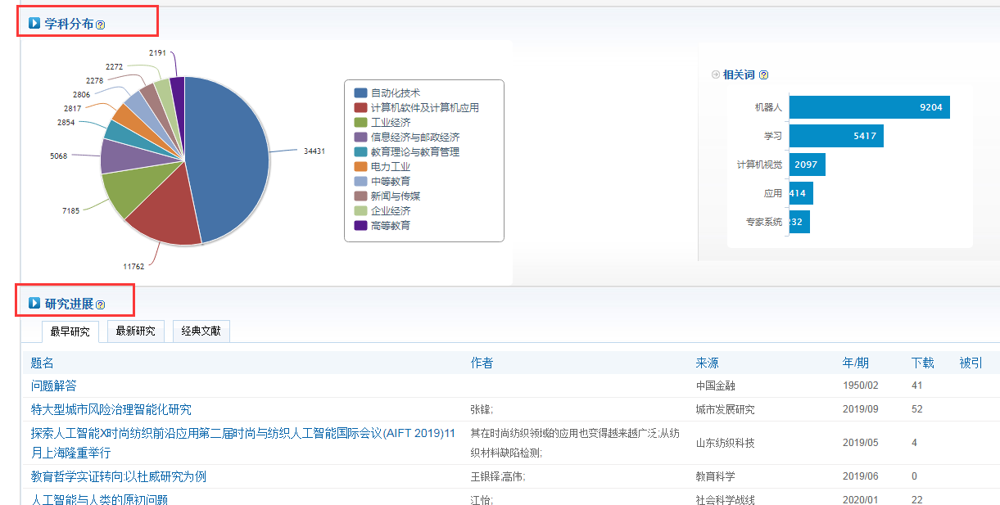 学科分布
2191
2272
2278
2806
2817
2854
5068
7185
11762
34431
自动化技术
计算机软件及计算机应用
工业经济
信息经济与邮政经济
教育理论与教育管理
电力工业
中等教育
新闻与传媒
企业经济
高等教育
相关词
机器人 9204
学习 5417
计算机视觉 2097
应用 414
专家系统 32
研究进展
最早研究 最新研究 经典文献
题名 作者 来源 年/期 下载 被引
问题解答 中国金融 1950/02 41
特大型城市风险治理智能化研究 张锋; 城市发展研究 2019/09 52
探索人工智能X时尚纺织前沿应用第二届时尚与纺织人工智能国际会议(AIFT 2019)11
月上海隆重举行
其在时尚纺织领域的应用也变得越来越广泛;从纺
织材料缺陷检测;
山东纺织科技 2019/05 4
教育哲学实证转向:以杜威研究为例 王银铎;高伟; 教育科学 2019/06 0
人工智能与人类的原初问题 江怡; 社会科学战线 2020/01 22